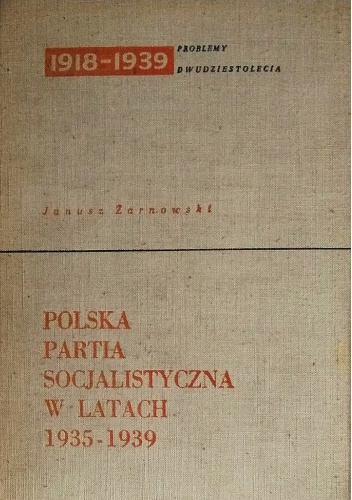 1918-1939
PROBLEMY
DWUDZIESTOLECIA
Janusz Żarnowski
POLSKA
PARTIA
SOCJALISTYCZNA
W LATACH
1935-1939